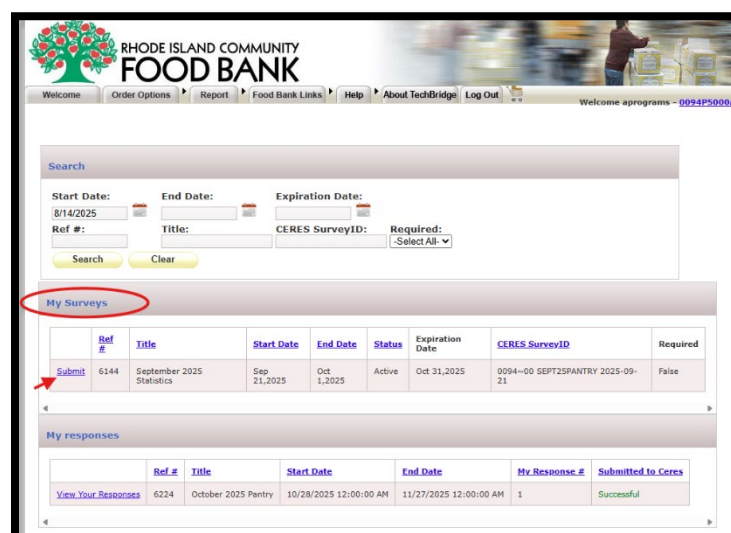 RHODE ISLAND COMMUNITY
FOOD BANK
Welcome Order Options Report Food Bank Links Help About TechBridge Log Out
Welcome aprograms - 0094P5000
Search
Start Date: End Date: Expiration Date:
8/14/2025
Ref #: Title: CERES SurveyID: Required:
-Select All-
Search Clear
My Surveys
Ref # Title Start Date End Date Status Expiration Date CERES SurveyID Required
Submit 6144 September 2025 Statistics Sep 21,2025 Oct 1,2025 Active Oct 31,2025 0094~00 SEPT25PANTRY 2025-09-21 False
My responses
Ref # Title Start Date End Date My Response # Submitted to Ceres
View Your Responses 6224 October 2025 Pantry 10/28/2025 12:00:00 AM 11/27/2025 12:00:00 AM 1 Successful